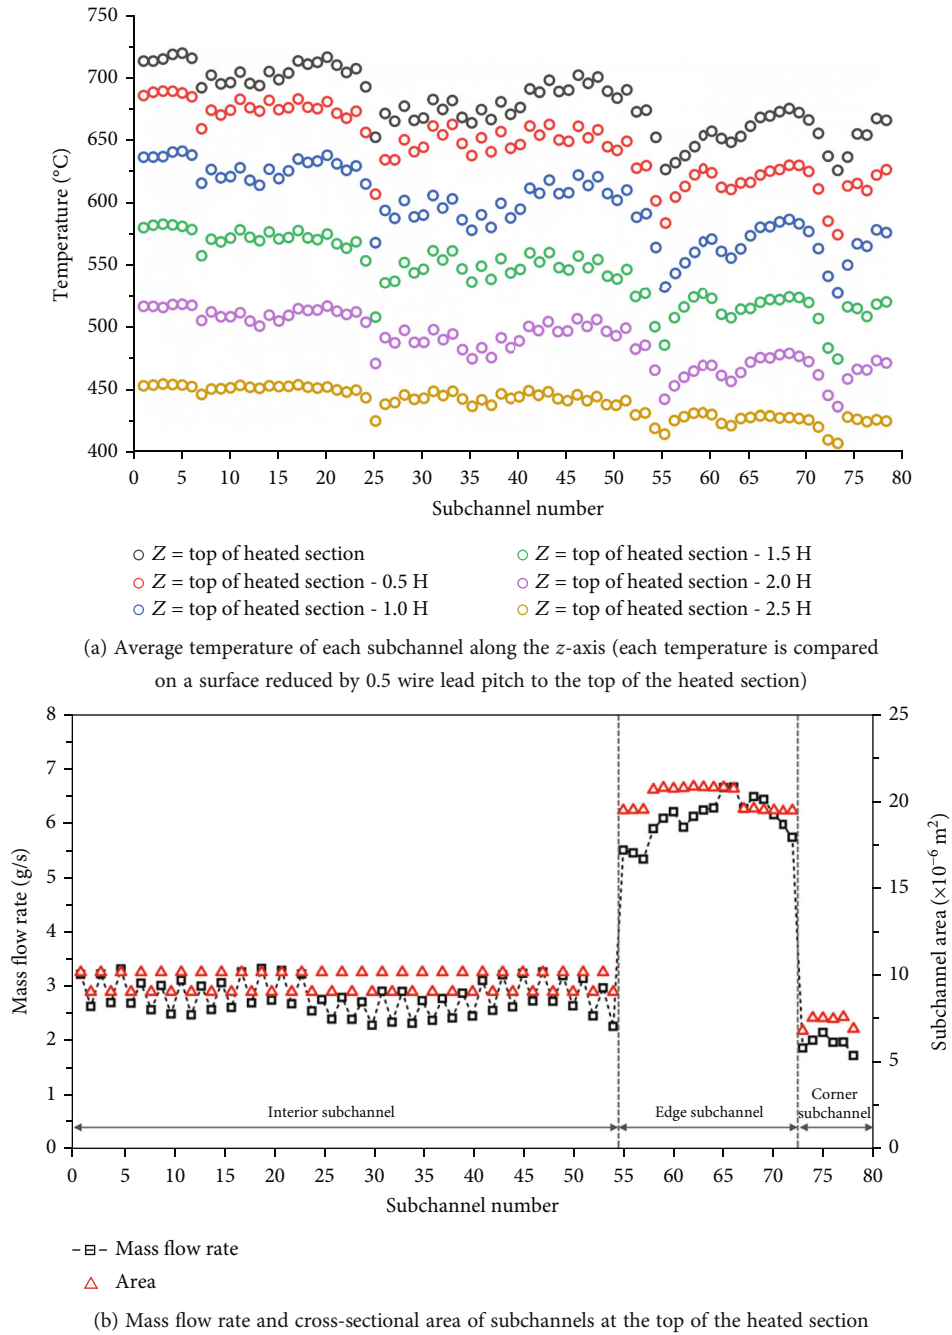 750
700
650
600
550
500
450
400
Temperature (°C)
0 5 10 15 20 25 30 35 40 45 50 55 60 65 70 75 80
Subchannel number
Z = top of heated section
Z = top of heated section - 0.5 H
Z = top of heated section - 1.0 H
Z = top of heated section - 1.5 H
Z = top of heated section - 2.0 H
Z = top of heated section - 2.5 H
(a) Average temperature of each subchannel along the z-axis (each temperature is compared
on a surface reduced by 0.5 wire lead pitch to the top of the heated section)
8
7
6
5
4
3
2
1
0
Mass flow rate (g/s)
25
20
15
10
5
0
Subchannel area (×10⁻⁶ m²)
Interior subchannel
Edge subchannel
Corner
subchannel
0 5 10 15 20 25 30 35 40 45 50 55 60 65 70 75 80
Subchannel number
Mass flow rate
Area
(b) Mass flow rate and cross-sectional area of subchannels at the top of the heated section